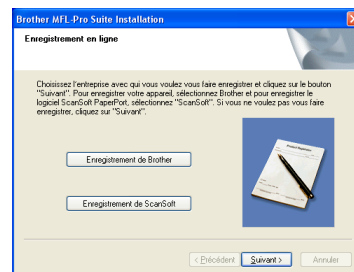 Brother MFL-Pro Suite Installation
Enregistrement en ligne
Choisissez l'entreprise avec qui vous voulez vous faire enregistrer et cliquez sur le bouton
"Suivant". Pour enregistrer votre appareil, sélectionnez Brother et pour enregistrer le
logiciel ScanSoft PaperPort, sélectionnez "ScanSoft". Si vous ne voulez pas vous faire
enregistrer, cliquez sur "Suivant".
Product Registration
Enregistrement de Brother
Enregistrement de ScanSoft
< Précédent
Suivant >
Annuler